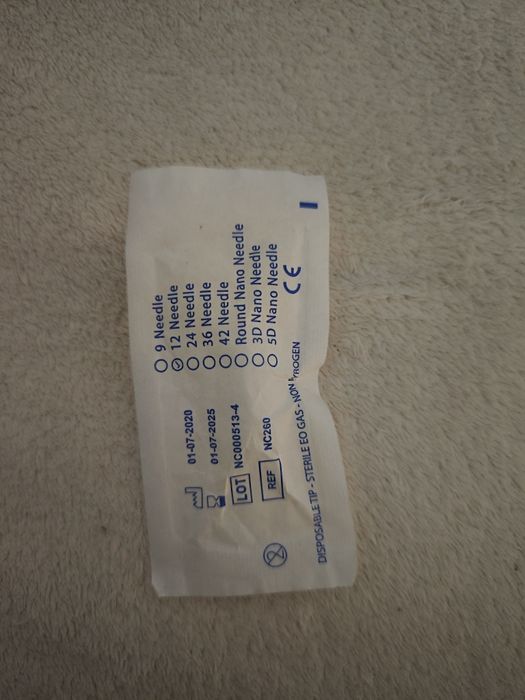 9 Needle
12 Needle
24 Needle
36 Needle
42 Needle
Round Nano Needle
3D Nano Needle
5D Nano Needle
CE
01-07-2020
01-07-2025
LOT NC000513-4
REF NC260
2
DISPOSABLE TIP - STERILE EO GAS - NON